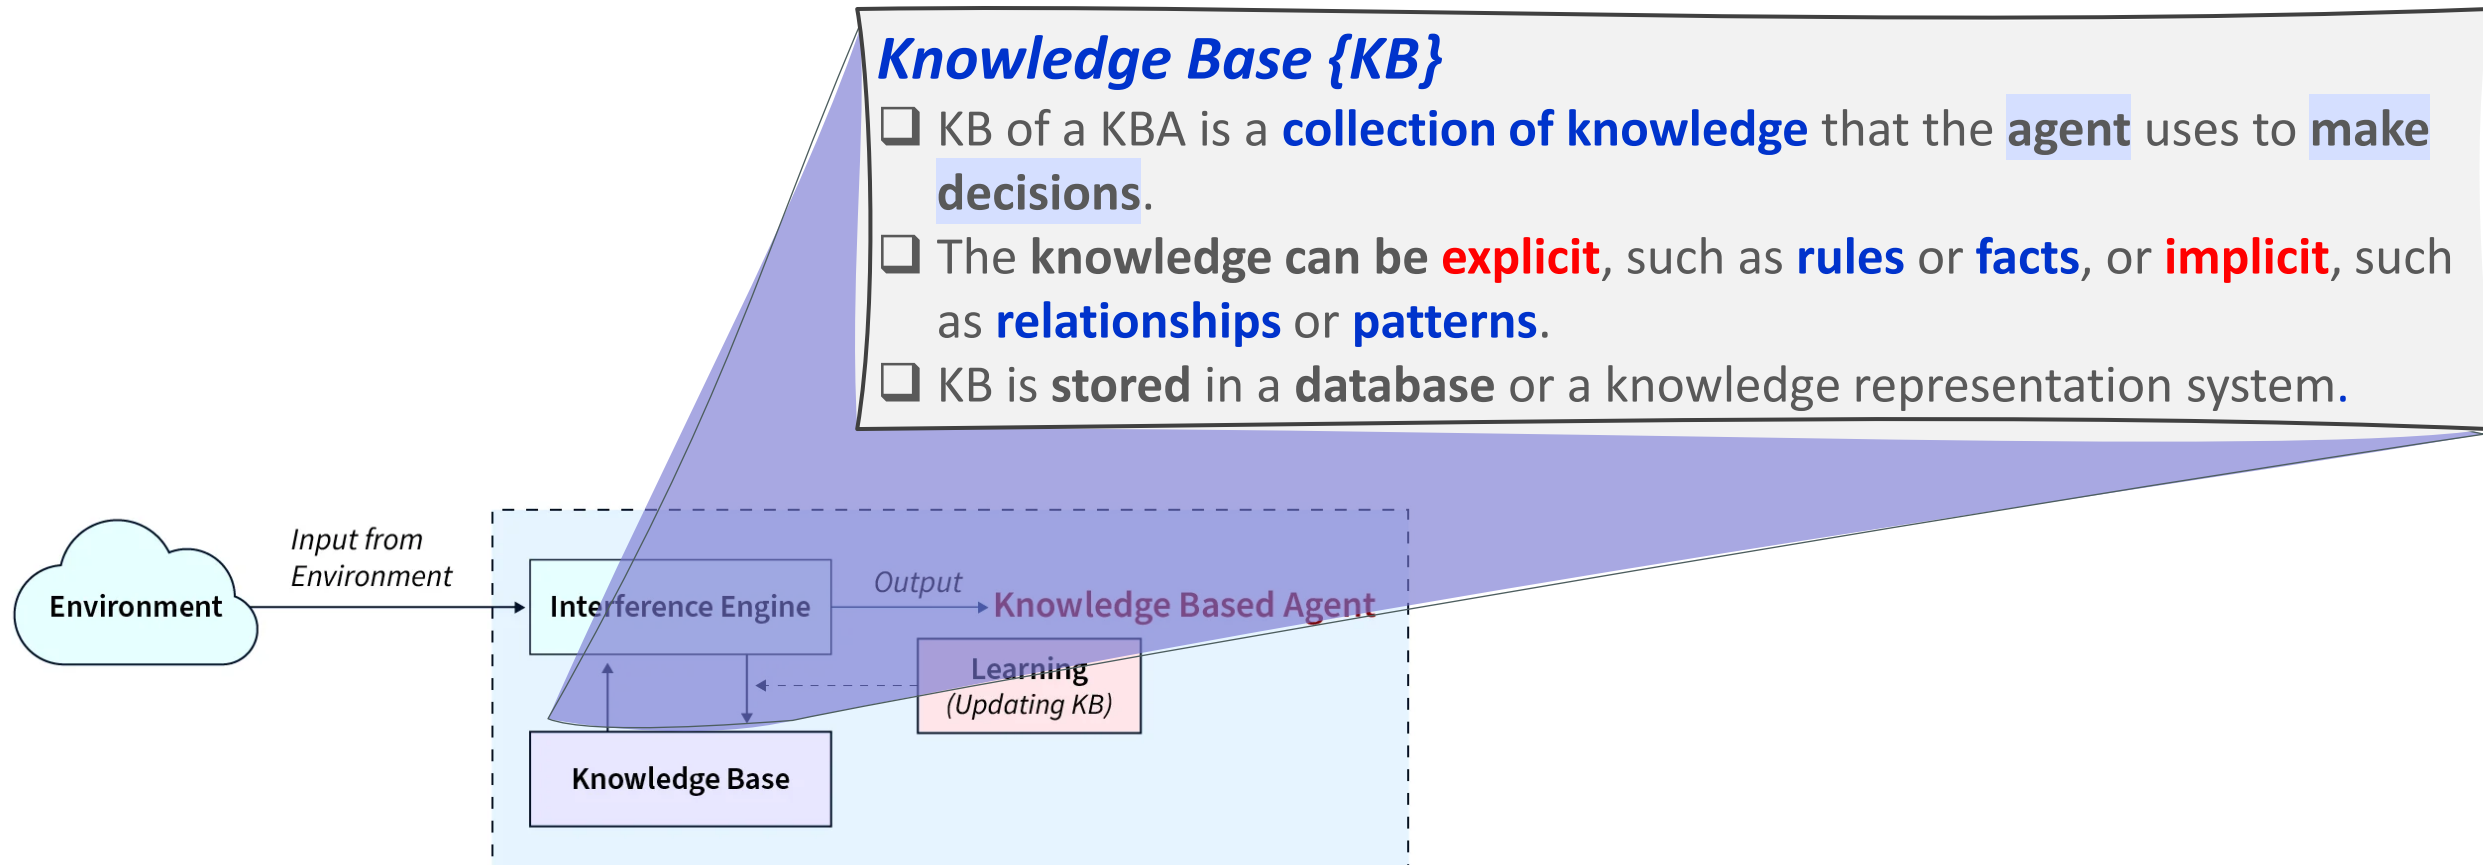 Knowledge Base {KB}
❑ KB of a KBA is a collection of knowledge that the agent uses to make
decisions.
❑ The knowledge can be explicit, such as rules or facts, or implicit, such
as relationships or patterns.
❑ KB is stored in a database or a knowledge representation system.
Input from
Environment
Environment
Interference Engine
Output
Knowledge Based Agent
Learning
(Updating KB)
Knowledge Base